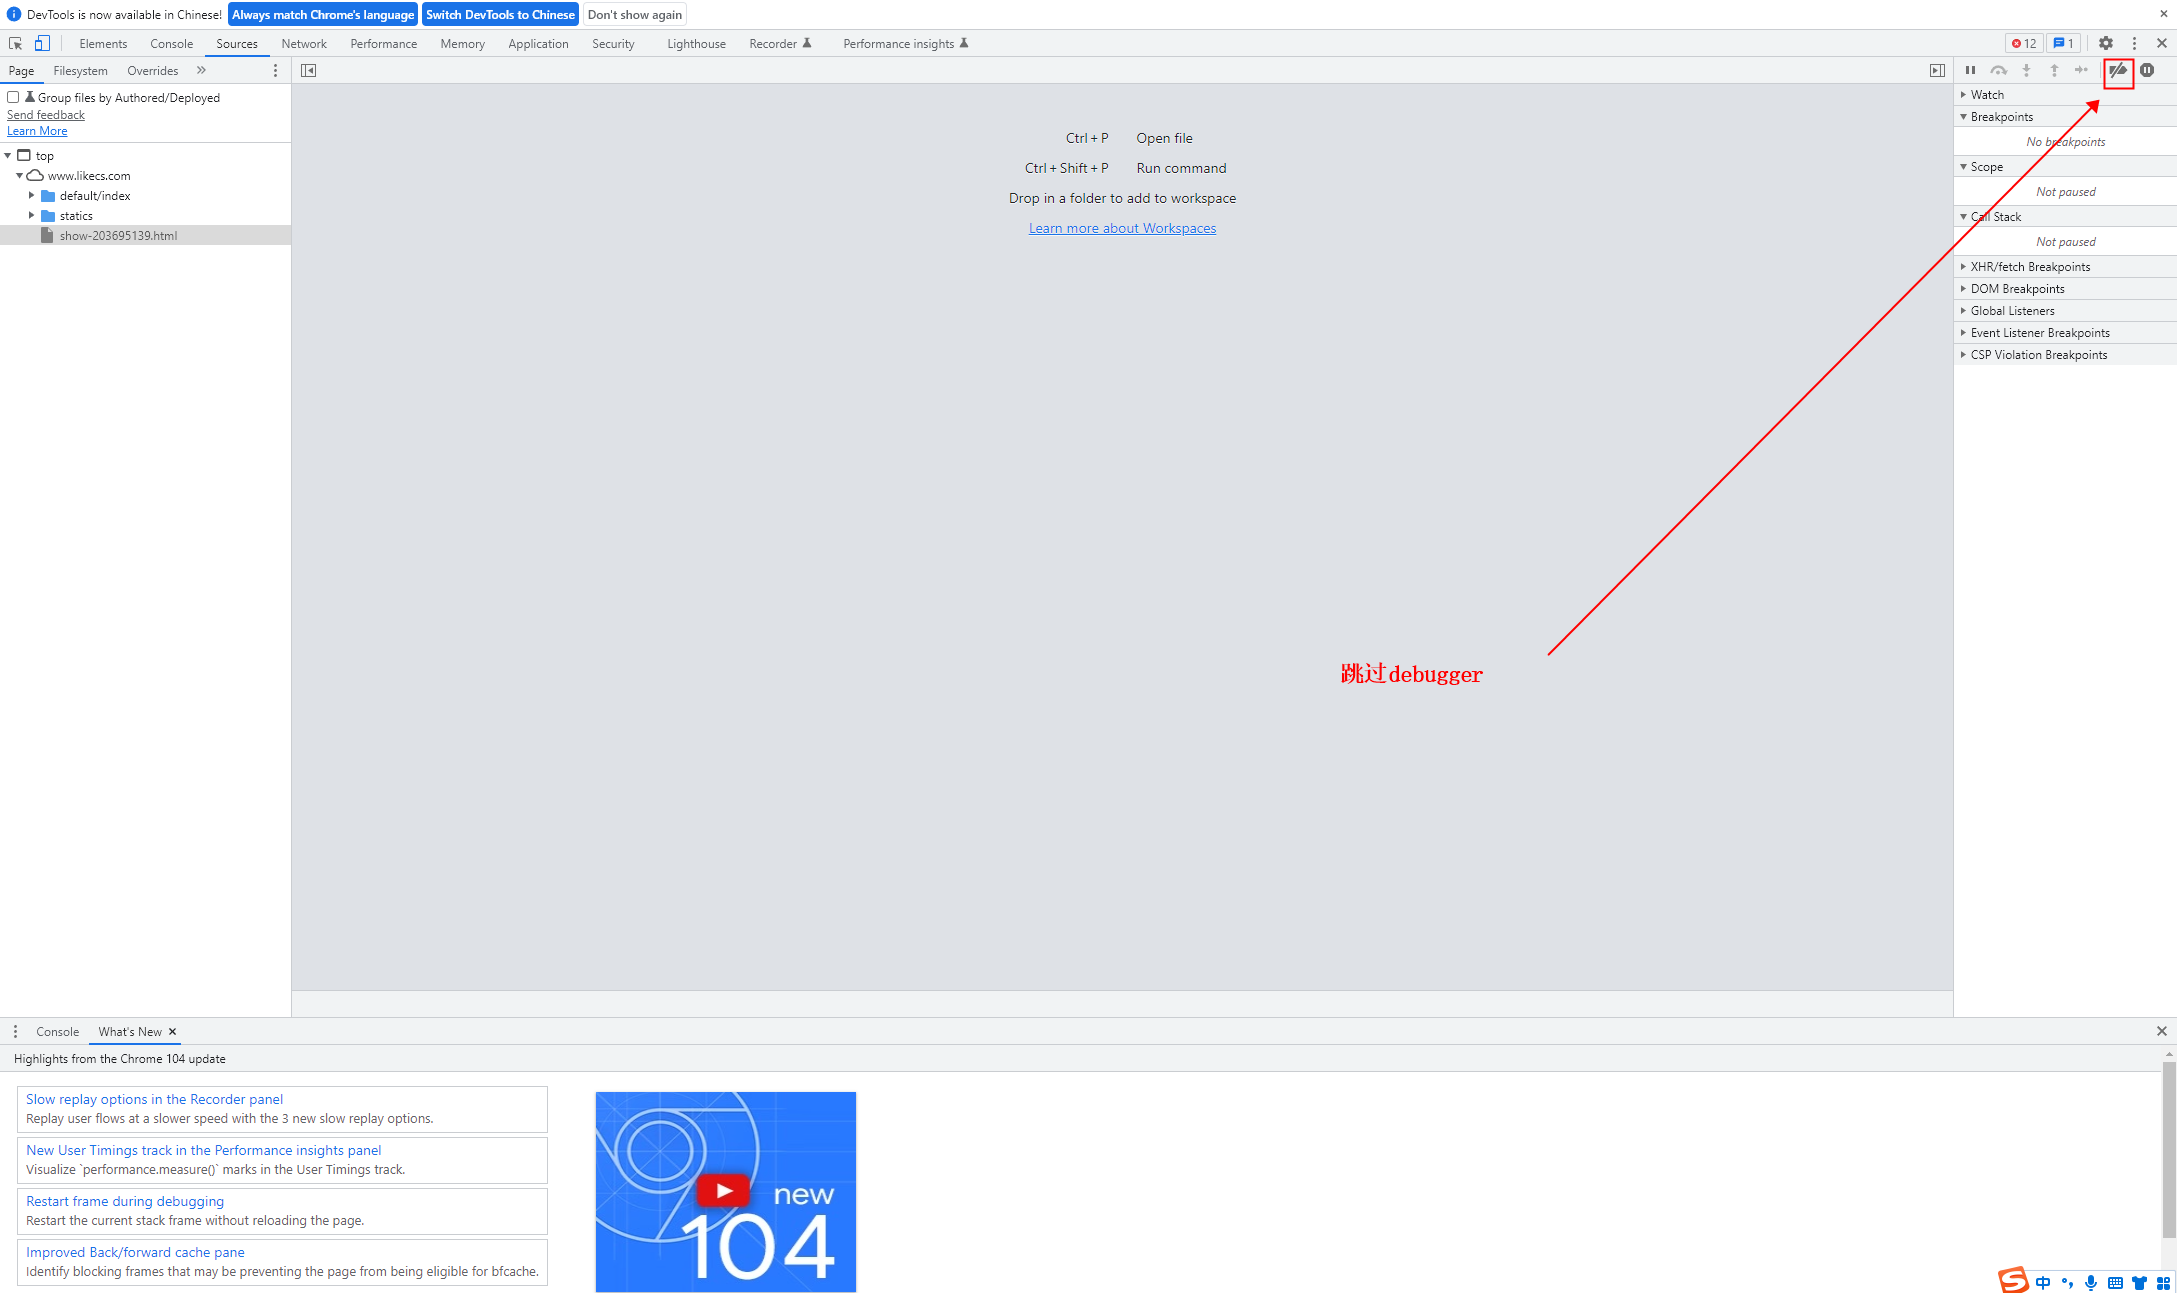 DevTools is now available in Chinese! Always match Chrome's language Switch DevTools to Chinese Don't show again
Elements Console Sources Network Performance Memory Application Security Lighthouse Recorder Performance insights 12 1
Page Filesystem Overrides
Group files by Authored/Deployed
Send feedback
Learn More
top
www.likecs.com
default/index
statics
show-203695139.html
Ctrl + P Open file
Ctrl + Shift + P Run command
Drop in a folder to add to workspace
Learn more about Workspaces
跳过debugger
Watch
Breakpoints
No breakpoints
Scope
Not paused
Call Stack
Not paused
XHR/fetch Breakpoints
DOM Breakpoints
Global Listeners
Event Listener Breakpoints
CSP Violation Breakpoints
Console What's New
Highlights from the Chrome 104 update
Slow replay options in the Recorder panel
Replay user flows at a slower speed with the 3 new slow replay options.
New User Timings track in the Performance insights panel
Visualize `performance.measure()` marks in the User Timings track.
Restart frame during debugging
Restart the current stack frame without reloading the page.
Improved Back/forward cache pane
Identify blocking frames that may be preventing the page from being eligible for bfcache.
new
104
中